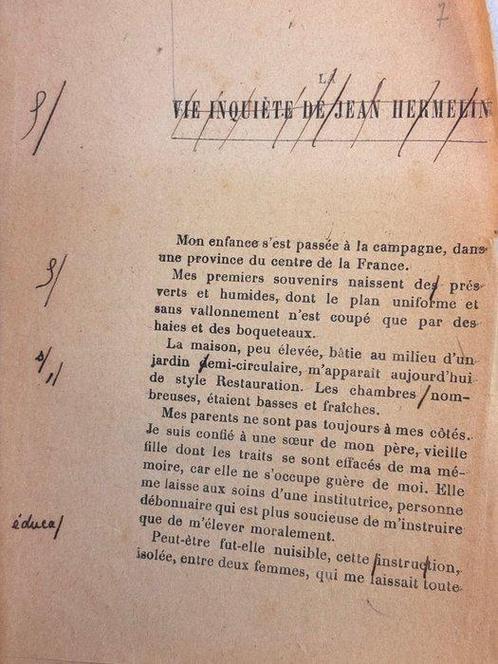 7
LA
VIE INQUIÈTE DE JEAN HERMELIN
Mon enfance s'est passée à la campagne, dans
une province du centre de la France.
Mes premiers souvenirs naissent des prés
verts et humides, dont le plan uniforme et
sans vallonnement n'est coupé que par des
haies et des boqueteaux.
La maison, peu élevée, bâtie au milieu d'un
jardin demi-circulaire, m'apparaît aujourd'hui
de style Restauration. Les chambres nom-
breuses, étaient basses et fraîches.
Mes parents ne sont pas toujours à mes côtés.
Je suis confié à une sœur de mon père, vieille
fille dont les traits se sont effacés de ma mé-
moire, car elle ne s'occupe guère de moi. Elle
me laisse aux soins d'une institutrice, personne
débonnaire qui est plus soucieuse de m'instruire
que de m'élever moralement.
éduca/
Peut-être fut-elle nuisible, cette instruction,
isolée, entre deux femmes, qui me laissait toute